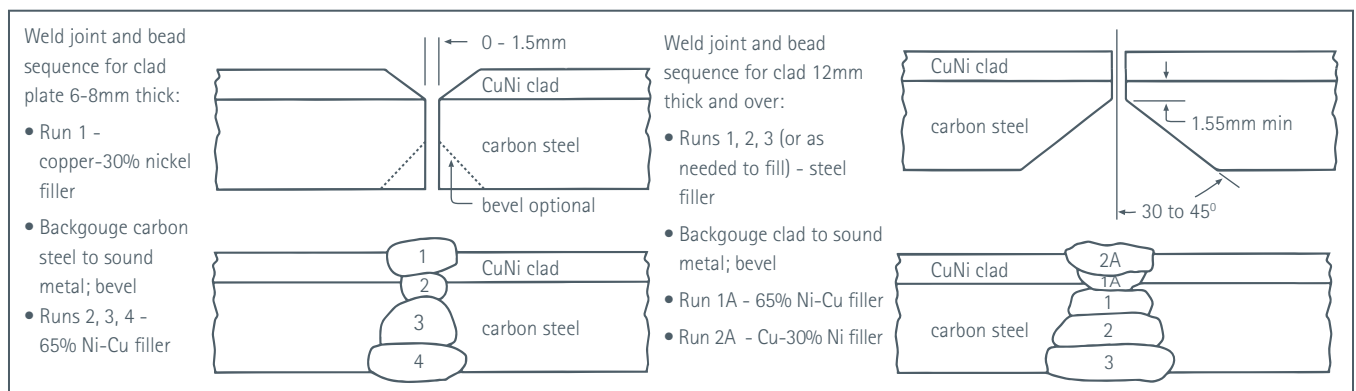 Weld joint and bead
sequence for clad
plate 6-8mm thick:
• Run 1 -
copper-30% nickel
filler
• Backgouge carbon
steel to sound
metal; bevel
• Runs 2, 3, 4 -
65% Ni-Cu filler
0 - 1.5mm
CuNi clad
carbon steel
bevel optional
1
CuNi clad
2
3
carbon steel
4
Weld joint and bead
sequence for clad 12mm
thick and over:
• Runs 1, 2, 3 (or as
needed to fill) - steel
filler
• Backgouge clad to sound
metal; bevel
• Run 1A - 65% Ni-Cu filler
• Run 2A - Cu-30% Ni filler
CuNi clad
carbon steel
1.55mm min
30 to 45⁰
2A
CuNi clad
1A
1
carbon steel
2
3